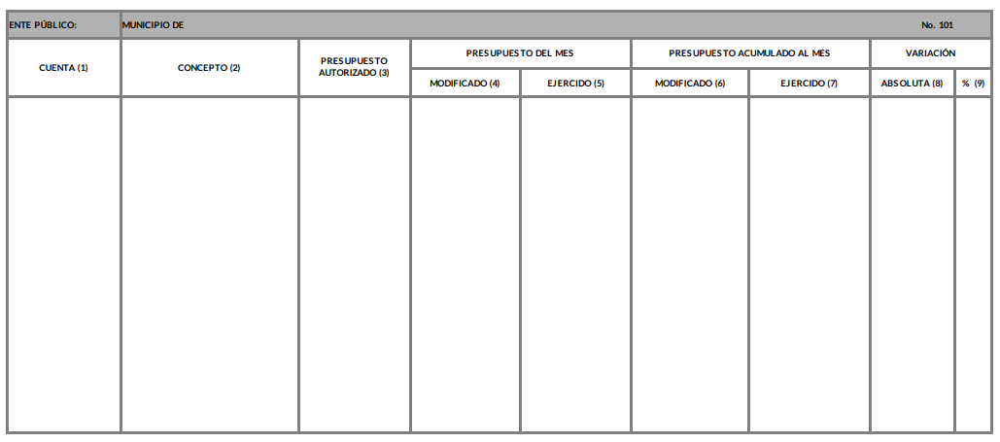 ENTE PÚBLICO: MUNICIPIO DE No. 101
CUENTA (1)
CONCEPTO (2)
PRESUPUESTO
AUTORIZADO (3)
PRESUPUESTO DEL MES
MODIFICADO (4)
EJERCIDO (5)
PRESUPUESTO ACUMULADO AL MES
MODIFICADO (6)
EJERCIDO (7)
VARIACIÓN
ABSOLUTA (8)
% (9)